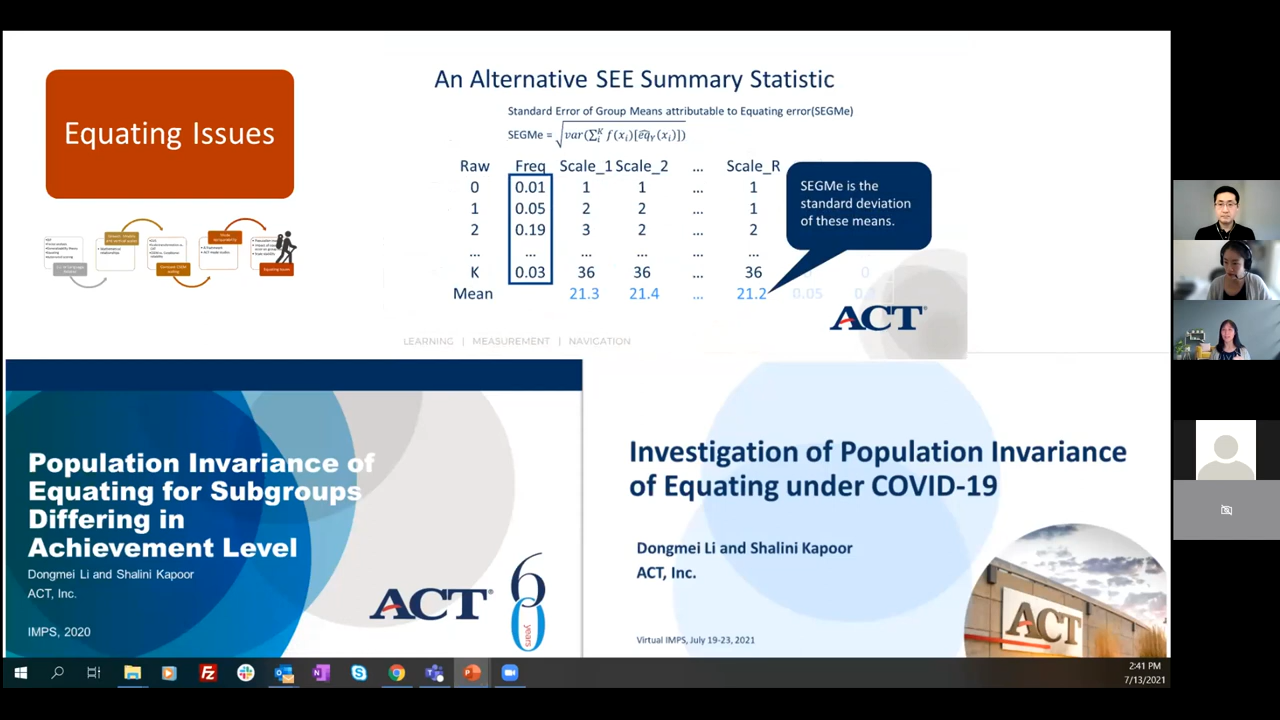 Equating Issues
An Alternative SEE Summary Statistic
Standard Error of Group Means attributable to Equating error(SEGMe)
SEGMe = √var(∑ᵢᴷ f(xᵢ)[êq_Y(xᵢ)])
Raw Freq Scale_1 Scale_2 ... Scale_R
0 0.01 1 1 ... 1
1 0.05 2 2 ... 1
2 0.19 3 2 ... 2
... ... ... ... ... ...
K 0.03 36 36 ... 36
Mean 21.3 21.4 ... 21.2 0.05
SEGMe is the
standard deviation
of these means.
ACT
LEARNING | MEASUREMENT | NAVIGATION
Population Invariance of
Equating for Subgroups
Differing in
Achievement Level
Dongmei Li and Shalini Kapoor
ACT, Inc.
IMPS, 2020
ACT
60
years
Investigation of Population Invariance
of Equating under COVID-19
Dongmei Li and Shalini Kapoor
ACT, Inc.
Virtual IMPS, July 19-23, 2021
ACT
2:41 PM
7/13/2021